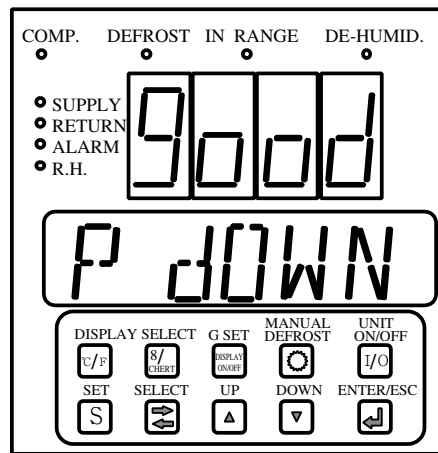 COMP. DEFROST IN RANGE DE-HUMID.
SUPPLY
RETURN
ALARM
R.H.
good
P dOWN
DISPLAY SELECT G SET MANUAL DEFROST UNIT ON/OFF
℃/F 8/CHERT DISPLAY ON/OFF I/O
SET SELECT UP DOWN ENTER/ESC
S